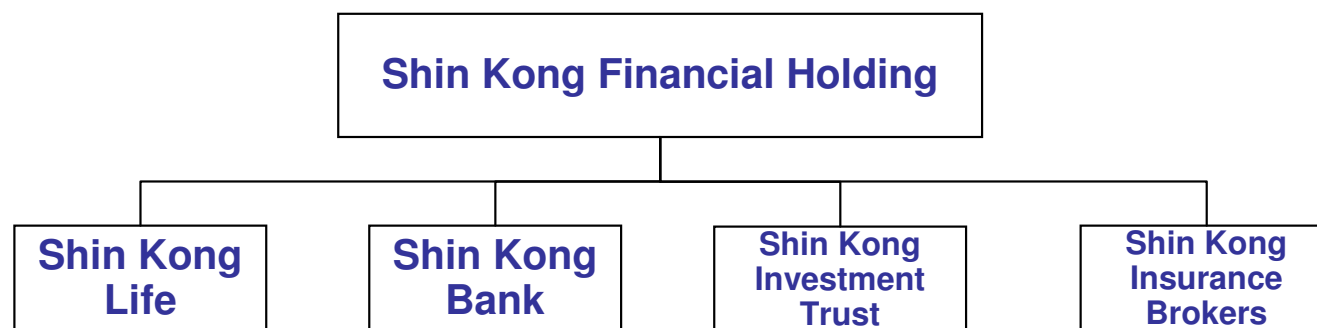 Shin Kong Financial Holding
Shin Kong
Life
Shin Kong
Bank
Shin Kong
Investment
Trust
Shin Kong
Insurance
Brokers